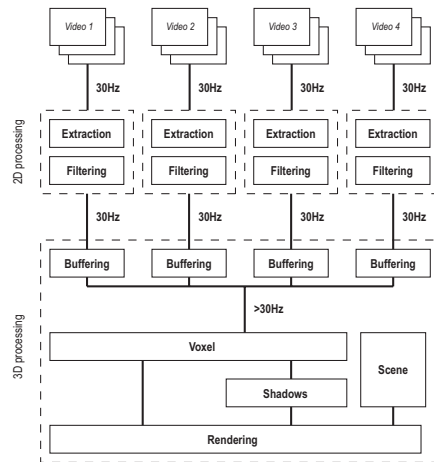 Video 1
Video 2
Video 3
Video 4
30Hz
30Hz
30Hz
30Hz
2D processing
Extraction
Extraction
Extraction
Extraction
Filtering
Filtering
Filtering
Filtering
30Hz
30Hz
30Hz
30Hz
3D processing
Buffering
Buffering
Buffering
Buffering
>30Hz
Voxel
Scene
Shadows
Rendering